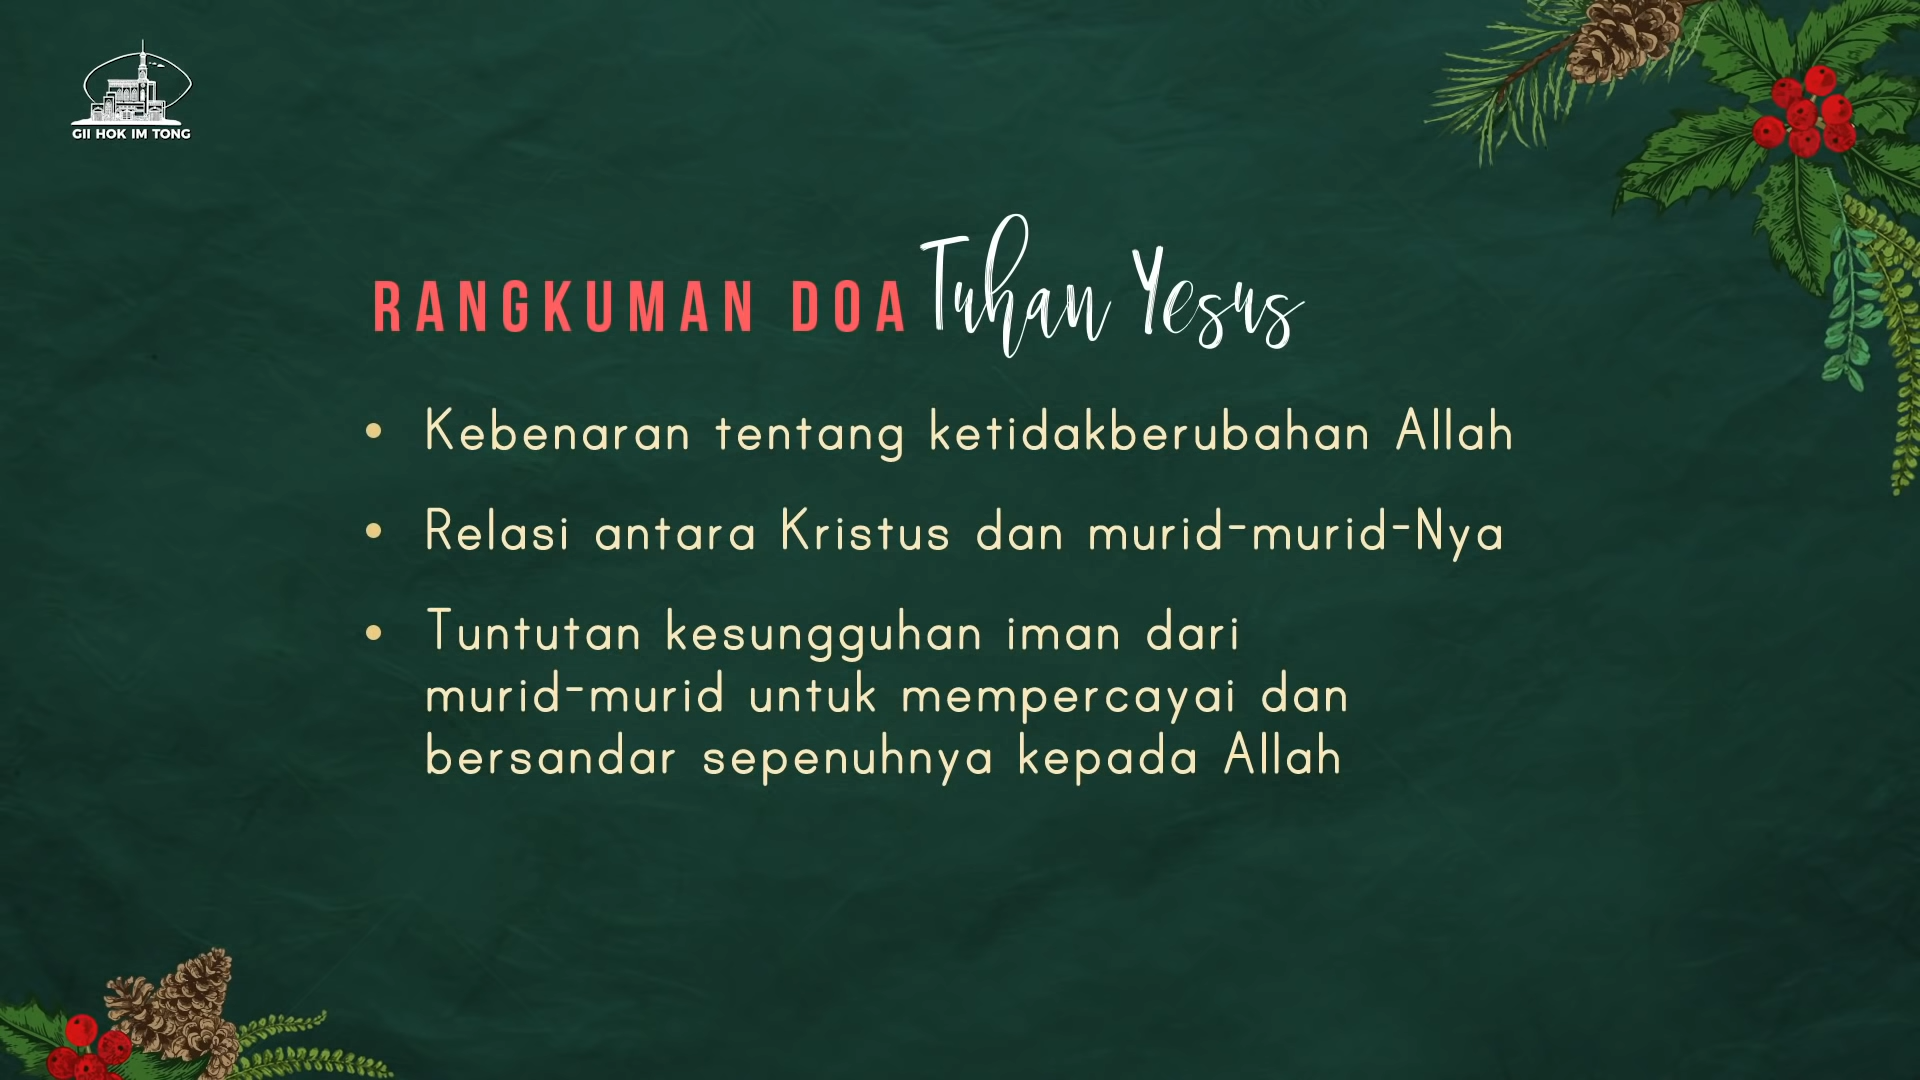 GII HOK IM TONG
RANGKUMAN DOA Tuhan Yesus
• Kebenaran tentang ketidakberubahan Allah
• Relasi antara Kristus dan murid-murid-Nya
• Tuntutan kesungguhan iman dari
murid-murid untuk mempercayai dan
bersandar sepenuhnya kepada Allah